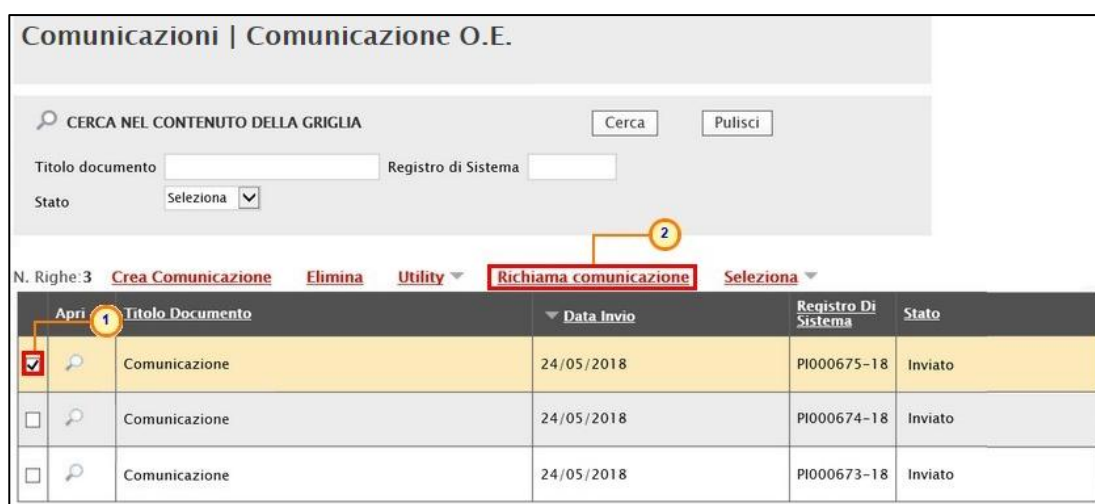 Comunicazioni | Comunicazione O.E.
CERCA NEL CONTENUTO DELLA GRIGLIA Cerca Pulisci
Titolo documento Registro di Sistema
Stato Seleziona
2
N. Righe:3 Crea Comunicazione Elimina Utility Richiama comunicazione Seleziona
Apri 1 Titolo Documento Data Invio Registro Di Sistema Stato
Comunicazione 24/05/2018 PI000675-18 Inviato
Comunicazione 24/05/2018 PI000674-18 Inviato
Comunicazione 24/05/2018 PI000673-18 Inviato